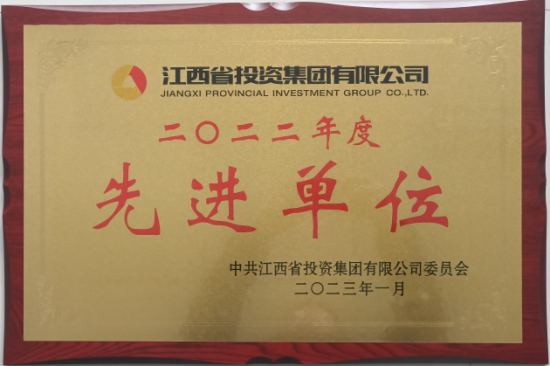 江西省投资集团有限公司
JIANGXI PROVINCIAL INVESTMENT GROUP CO.,LTD.
二〇二二年度
先进单位
中共江西省投资集团有限公司委员会
二〇二三年一月